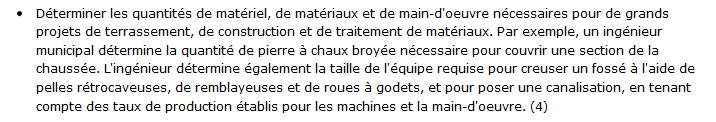 • Déterminer les quantités de matériel, de matériaux et de main-d'oeuvre nécessaires pour de grands
projets de terrassement, de construction et de traitement de matériaux. Par exemple, un ingénieur
municipal détermine la quantité de pierre à chaux broyée nécessaire pour couvrir une section de la
chaussée. L'ingénieur détermine également la taille de l'équipe requise pour creuser un fossé à l'aide de
pelles rétrocaveuses, de remblayeuses et de roues à godets, et pour poser une canalisation, en tenant
compte des taux de production établis pour les machines et la main-d'oeuvre. (4)